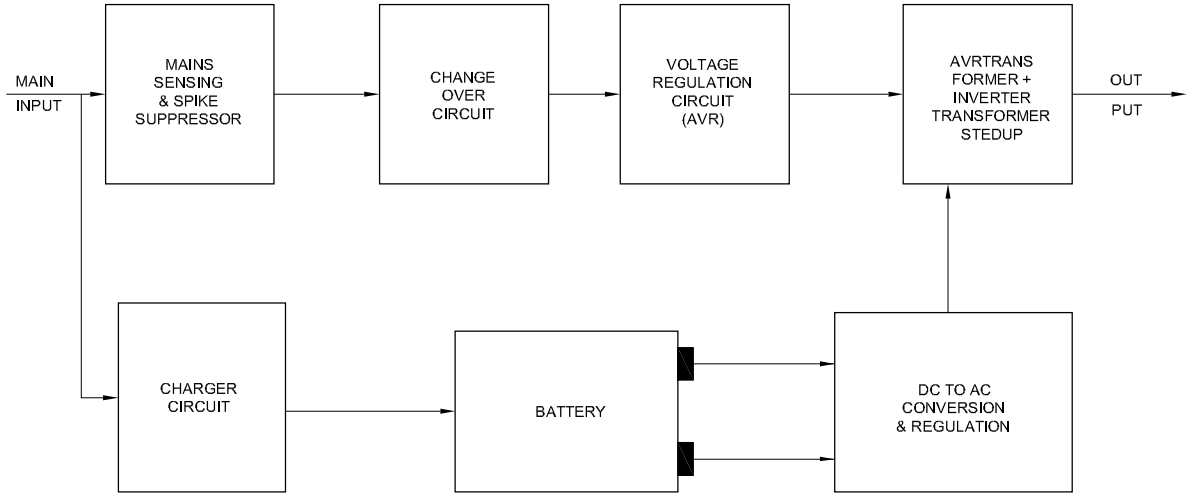 MAIN
INPUT
MAINS
SENSING
& SPIKE
SUPPRESSOR
CHANGE
OVER
CIRCUIT
VOLTAGE
REGULATION
CIRCUIT
(AVR)
AVRTRANS
FORMER +
INVERTER
TRANSFORMER
STEDUP
OUT
PUT
CHARGER
CIRCUIT
BATTERY
DC TO AC
CONVERSION
& REGULATION